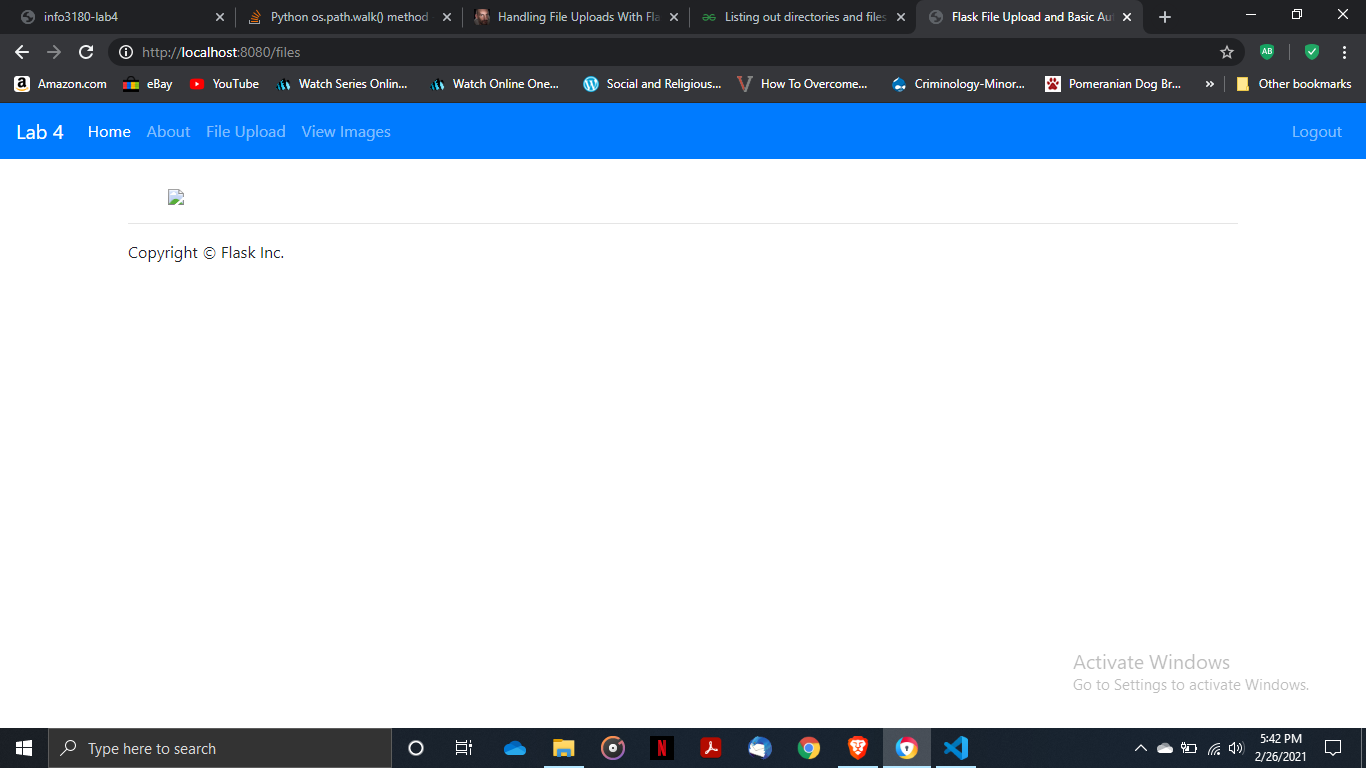 info3180-lab4
Python os.path.walk() method
Handling File Uploads With Fla
Listing out directories and files
Flask File Upload and Basic Aut
http://localhost:8080/files
AB
a Amazon.com
eBay
YouTube
Watch Series Onlin...
Watch Online One...
Social and Religious...
How To Overcome...
Criminology-Minor...
Pomeranian Dog Br...
»
Other bookmarks
Lab 4
Home
About
File Upload
View Images
Logout
Copyright © Flask Inc.
Activate Windows
Go to Settings to activate Windows.
Type here to search
N
5:42 PM
2/26/2021